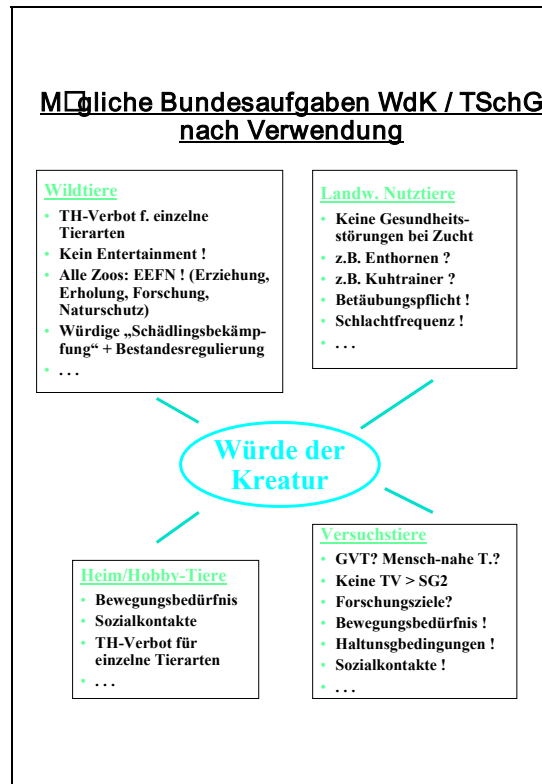 M□gliche Bundesaufgaben WdK / TSchG
nach Verwendung
Wildtiere
• TH-Verbot f. einzelne
Tierarten
• Kein Entertainment !
• Alle Zoos: EEFN ! (Erziehung,
Erholung, Forschung,
Naturschutz)
• Würdige „Schädlingsbekämp-
fung“ + Bestandesregulierung
• . . .
Landw. Nutztiere
• Keine Gesundheits-
störungen bei Zucht
• z.B. Enthornen ?
• z.B. Kuhtrainer ?
• Betäubungspflicht !
• Schlachtfrequenz !
• . . .
Würde der
Kreatur
Heim/Hobby-Tiere
• Bewegungsbedürfnis
• Sozialkontakte
• TH-Verbot für
einzelne Tierarten
• . . .
Versuchstiere
• GVT? Mensch-nahe T.?
• Keine TV > SG2
• Forschungsziele?
• Bewegungsbedürfnis !
• Haltunsgbedingungen !
• Sozialkontakte !
• . . .